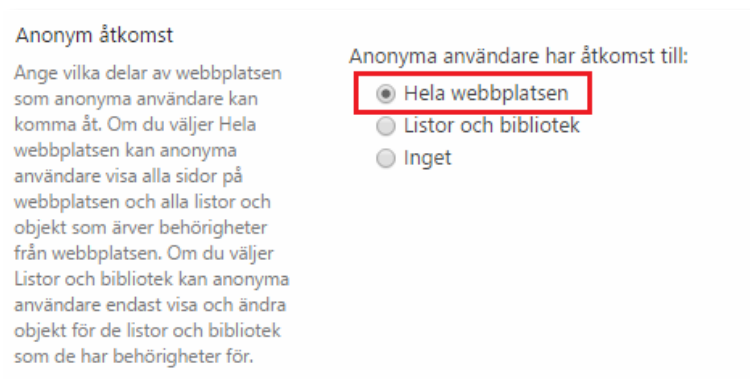 Anonym åtkomst
Ange vilka delar av webbplatsen
som anonyma användare kan
komma åt. Om du väljer Hela
webbplatsen kan anonyma
användare visa alla sidor på
webbplatsen och alla listor och
objekt som ärver behörigheter
från webbplatsen. Om du väljer
Listor och bibliotek kan anonyma
användare endast visa och ändra
objekt för de listor och bibliotek
som de har behörigheter för.
Anonyma användare har åtkomst till:
Hela webbplatsen
Listor och bibliotek
Inget